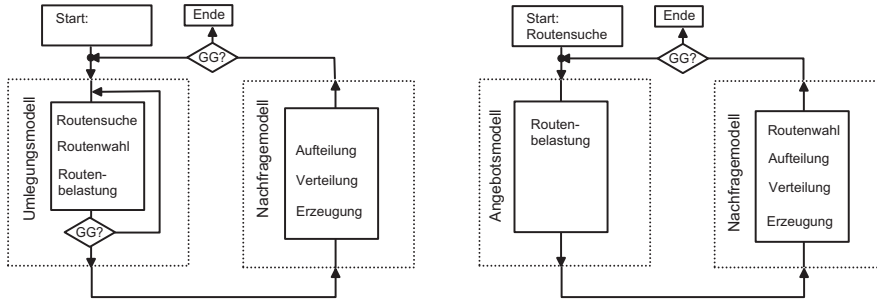 Start:
Ende
GG?
Umlegungsmodell
Routensuche
Routenwahl
Routen-
belastung
GG?
Nachfragemodell
Aufteilung
Verteilung
Erzeugung
Start:
Routensuche
Ende
GG?
Angebotsmodell
Routen-
belastung
Nachfragemodell
Routenwahl
Aufteilung
Verteilung
Erzeugung